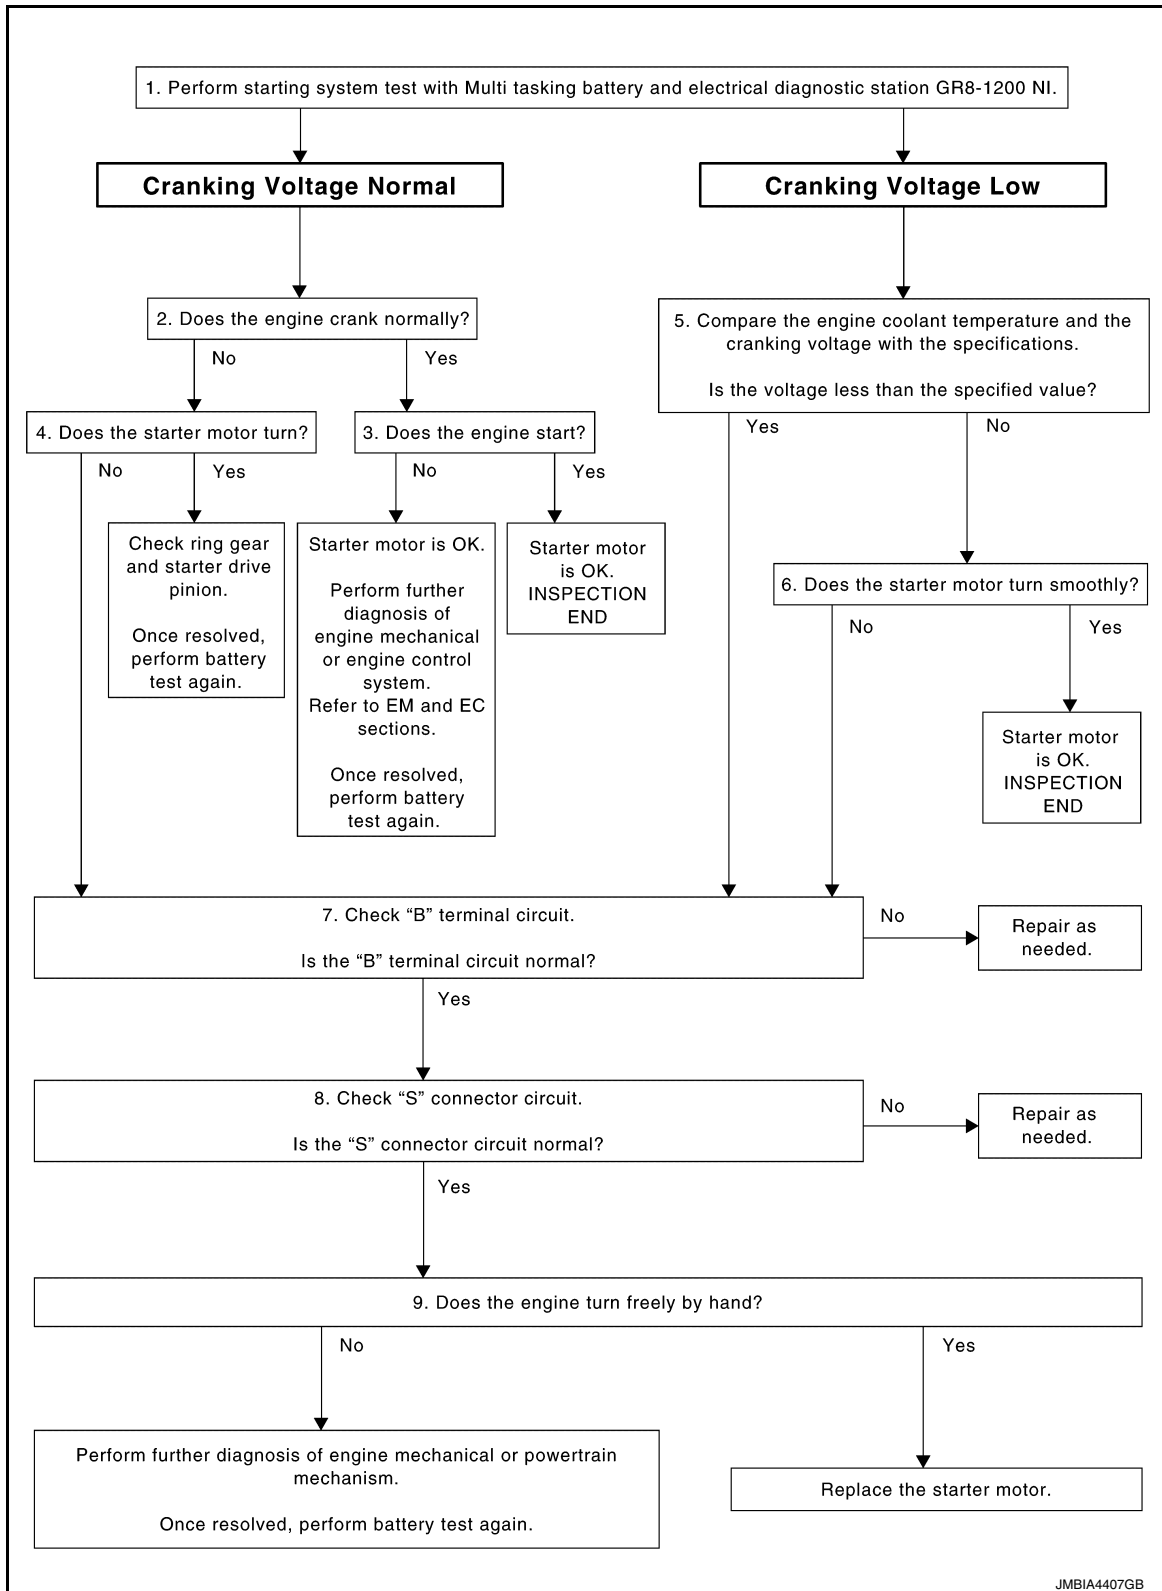 1. Perform starting system test with Multi tasking battery and electrical diagnostic station GR8-1200 NI.
Cranking Voltage Normal
Cranking Voltage Low
2. Does the engine crank normally?
No
Yes
5. Compare the engine coolant temperature and the
cranking voltage with the specifications.
Is the voltage less than the specified value?
Yes
No
4. Does the starter motor turn?
No
Yes
3. Does the engine start?
No
Yes
Check ring gear
and starter drive
pinion.
Once resolved,
perform battery
test again.
Starter motor is OK.
Perform further
diagnosis of
engine mechanical
or engine control
system.
Refer to EM and EC
sections.
Once resolved,
perform battery
test again.
Starter motor
is OK.
INSPECTION
END
6. Does the starter motor turn smoothly?
No
Yes
Starter motor
is OK.
INSPECTION
END
7. Check “B” terminal circuit.
Is the “B” terminal circuit normal?
No
Repair as
needed.
Yes
8. Check “S” connector circuit.
Is the “S” connector circuit normal?
No
Repair as
needed.
Yes
9. Does the engine turn freely by hand?
No
Yes
Perform further diagnosis of engine mechanical or powertrain
mechanism.
Once resolved, perform battery test again.
Replace the starter motor.
JMBIA4407GB